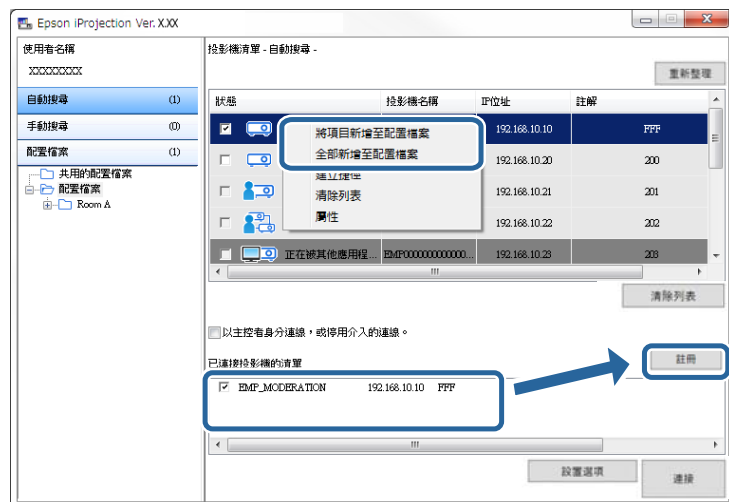 Epson iProjection Ver. X.XX
使用者名稱
XXXXXXXXX
自動搜尋 (1)
手動搜尋 (0)
配置檔案 (1)
共用的配置檔案
配置檔案
Room A
投影機清單 - 自動搜尋 -
重新整理
狀態 投影機名稱 IP位址 註解
192.168.10.10 FFF
192.168.10.20 200
192.168.10.21 201
192.168.10.22 202
正在被其他應用程... EMP000000000000... 192.168.10.23 203
將項目新增至配置檔案
全部新增至配置檔案
建立捷徑
清除列表
屬性
清除列表
以主控者身分連線，或停用介入的連線。
註冊
已連接投影機的清單
EMP_MODERATION 192.168.10.10 FFF
設置選項
連接